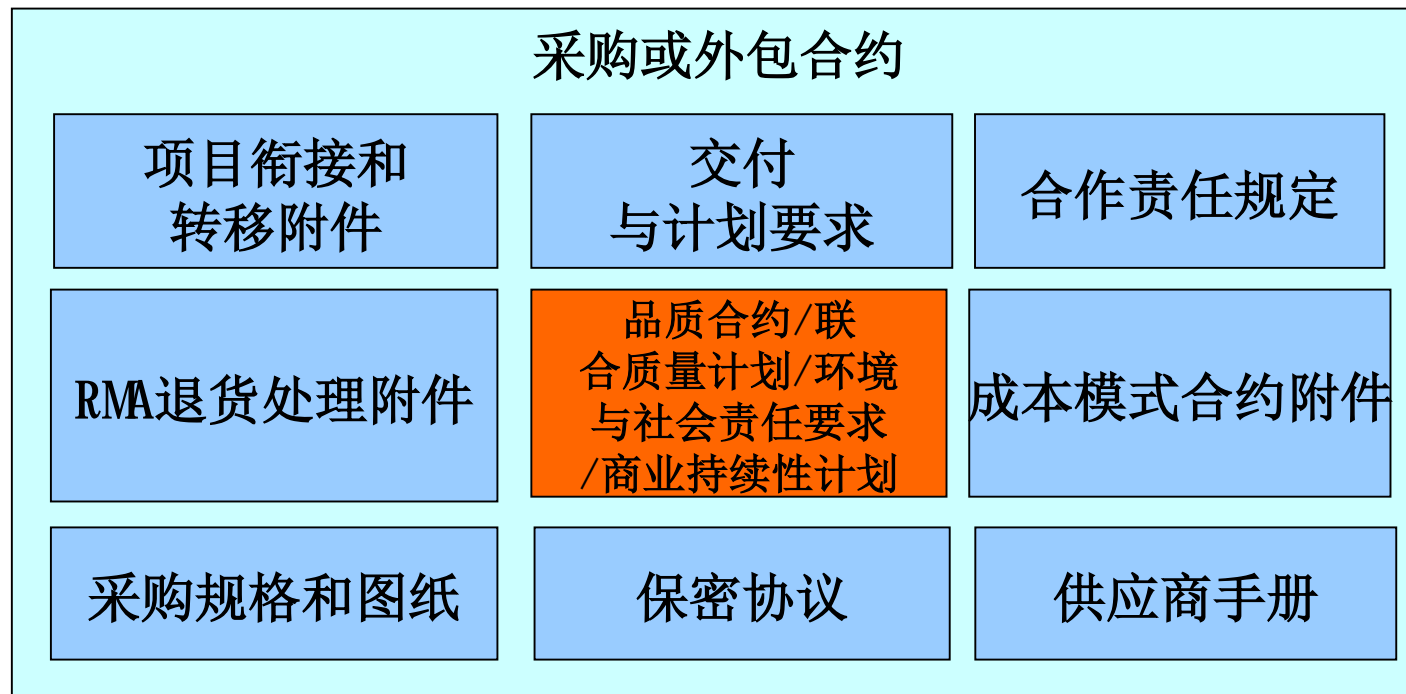 采购或外包合约
项目衔接和
转移附件
交付
与计划要求
合作责任规定
RMA退货处理附件
品质合约/联
合质量计划/环境
与社会责任要求
/商业持续性计划
成本模式合约附件
采购规格和图纸
保密协议
供应商手册